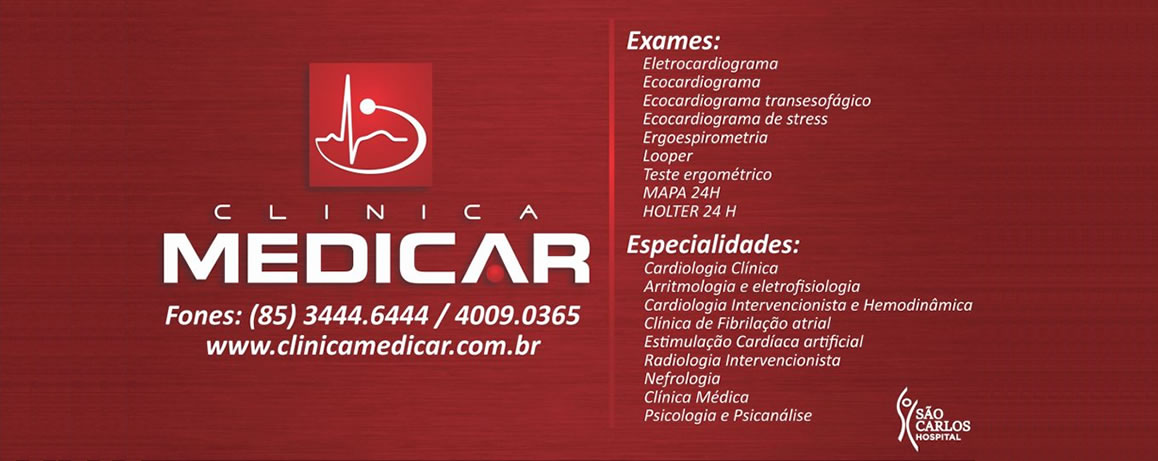 CLINICA
MEDICAR
Fones: (85) 3444.6444 / 4009.0365
www.clinicamedicar.com.br
Exames:
Eletrocardiograma
Ecocardiograma
Ecocardiograma transesofágico
Ecocardiograma de stress
Ergoespirometria
Looper
Teste ergométrico
MAPA 24H
HOLTER 24 H
Especialidades:
Cardiologia Clínica
Arritmologia e eletrofisiologia
Cardiologia Intervencionista e Hemodinâmica
Clínica de Fibrilação atrial
Estimulação Cardíaca artificial
Radiologia Intervencionista
Nefrologia
Clínica Médica
Psicologia e Psicanálise
SÃO
CARLOS
HOSPITAL